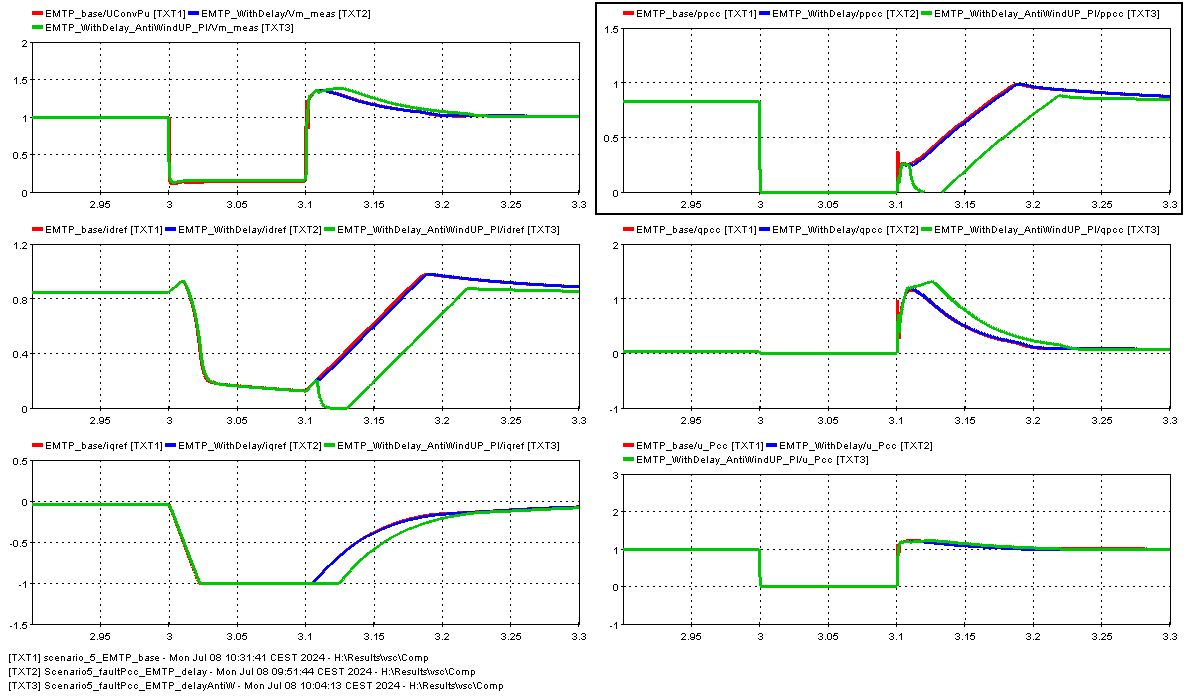 EMTP_base/UConvPu [TXT1] EMTP_WithDelay/Vm_meas [TXT2]
EMTP_WithDelay_AntiWindUP_PI/Vm_meas [TXT3]
2
1.5
1
0.5
0
2.95 3 3.05 3.1 3.15 3.2 3.25 3.3
EMTP_base/ppcc [TXT1] EMTP_WithDelay/ppcc [TXT2] EMTP_WithDelay_AntiWindUP_PI/ppcc [TXT3]
1.5
1
0.5
0
2.95 3 3.05 3.1 3.15 3.2 3.25 3.3
EMTP_base/idref [TXT1] EMTP_WithDelay/idref [TXT2] EMTP_WithDelay_AntiWindUP_PI/idref [TXT3]
1.2
0.8
0.4
0
2.95 3 3.05 3.1 3.15 3.2 3.25 3.3
EMTP_base/qpcc [TXT1] EMTP_WithDelay/qpcc [TXT2] EMTP_WithDelay_AntiWindUP_PI/qpcc [TXT3]
2
1
0
-1
2.95 3 3.05 3.1 3.15 3.2 3.25 3.3
EMTP_base/iqref [TXT1] EMTP_WithDelay/iqref [TXT2] EMTP_WithDelay_AntiWindUP_PI/iqref [TXT3]
0.5
0
-0.5
-1
-1.5
2.95 3 3.05 3.1 3.15 3.2 3.25 3.3
EMTP_base/u_Pcc [TXT1] EMTP_WithDelay/u_Pcc [TXT2]
EMTP_WithDelay_AntiWindUP_PI/u_Pcc [TXT3]
3
2
1
0
-1
2.95 3 3.05 3.1 3.15 3.2 3.25 3.3
[TXT1] scenario_5_EMTP_base - Mon Jul 08 10:31:41 CEST 2024 - H:\Results\vsc\Comp
[TXT2] Scenario5_faultPcc_EMTP_delay - Mon Jul 08 09:51:44 CEST 2024 - H:\Results\vsc\Comp
[TXT3] Scenario5_faultPcc_EMTP_delayAntiW - Mon Jul 08 10:04:13 CEST 2024 - H:\Results\vsc\Comp